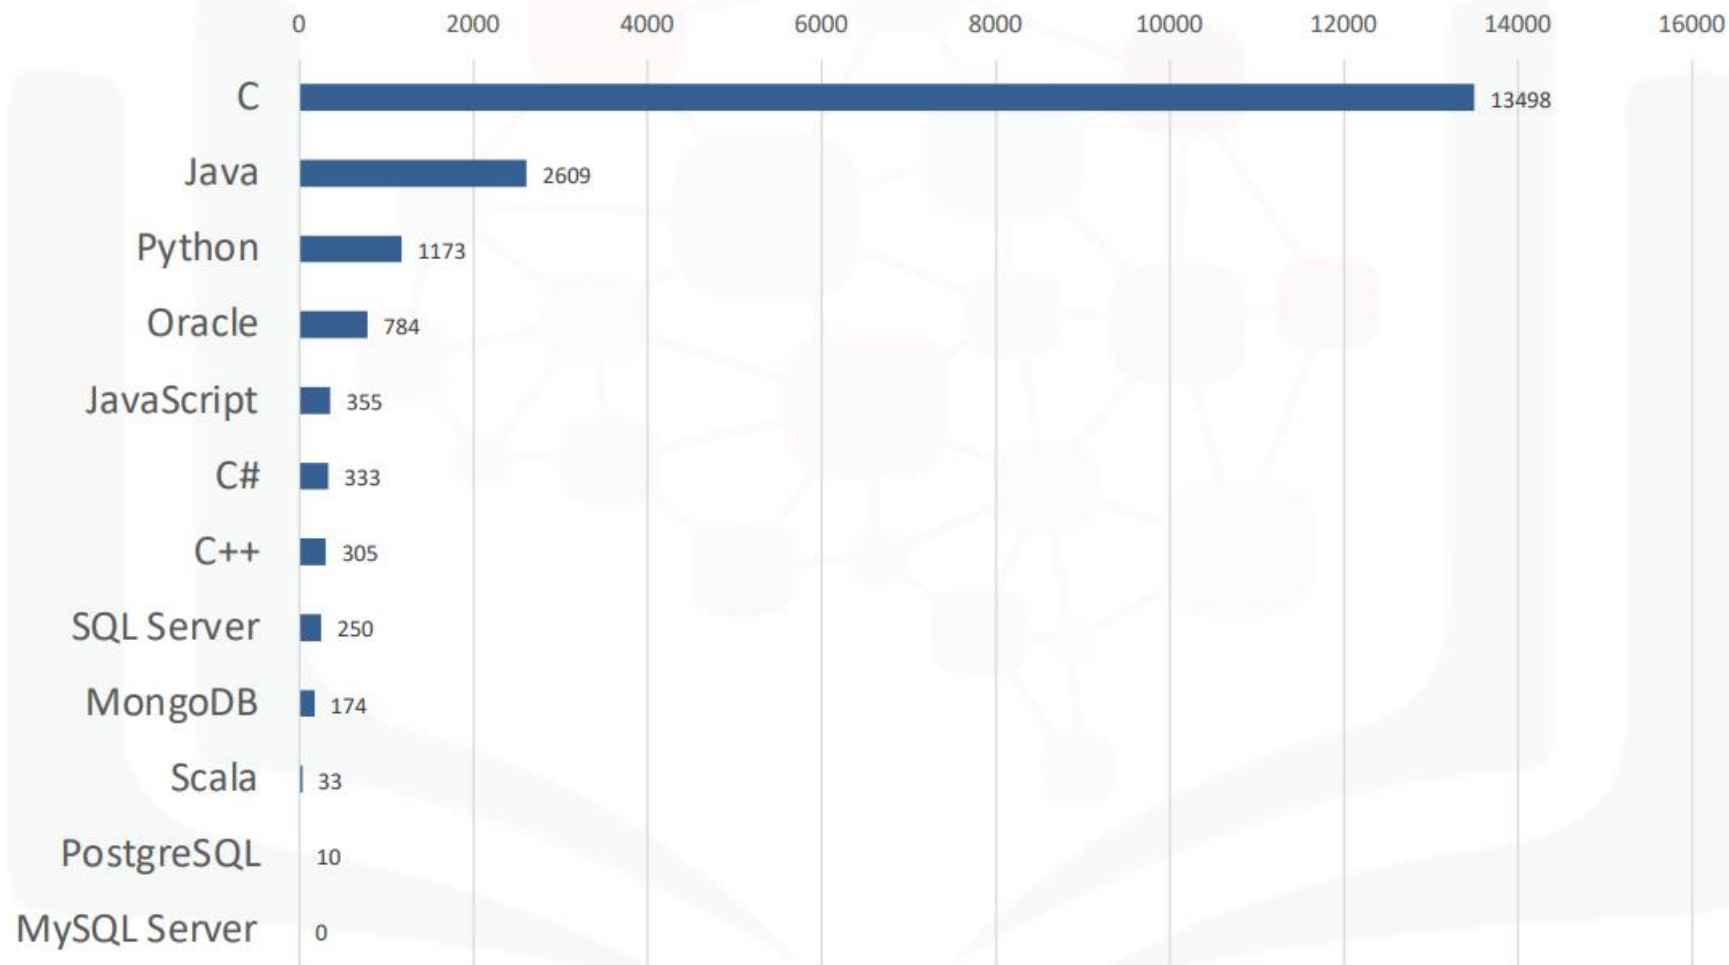 0 2000 4000 6000 8000 10000 12000 14000 16000
C 13498
Java 2609
Python 1173
Oracle 784
JavaScript 355
C# 333
C++ 305
SQL Server 250
MongoDB 174
Scala 33
PostgreSQL 10
MySQL Server 0